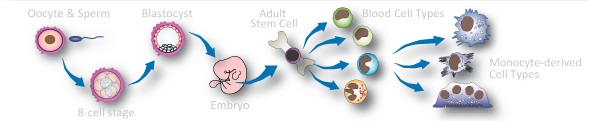 Oocyte & Sperm
Blastocyst
Adult
Stem Cell
Blood Cell Types
Monocyte-derived
Cell Types
Embryo
8-cell stage